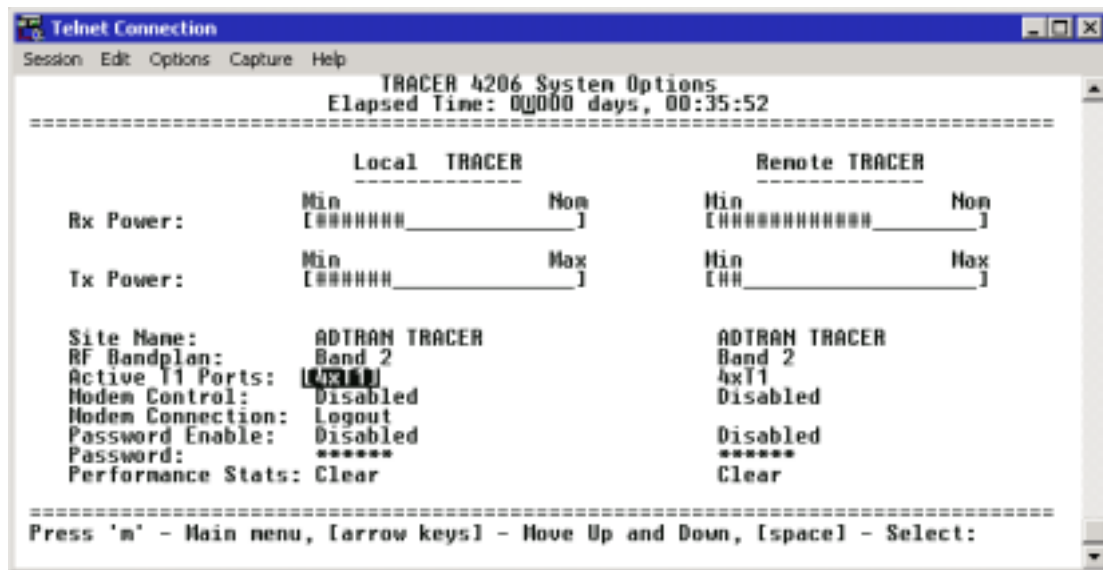 Telnet Connection
Session Edit Options Capture Help
TRACER 4206 System Options
Elapsed Time: 00000 days, 00:35:52
================================================================================
Local TRACER Remote TRACER
------------- -------------
Min Nom Min Nom
Rx Power: [#######_____________] [############________]
Min Max Min Max
Tx Power: [######______________] [##__________________]
Site Name: ADTRAN TRACER ADTRAN TRACER
RF Bandplan: Band 2 Band 2
Active T1 Ports: [4xT1] 4xT1
Modem Control: Disabled Disabled
Modem Connection: Logout
Password Enable: Disabled Disabled
Password: ****** ******
Performance Stats: Clear Clear
================================================================================
Press 'm' - Main menu, [arrow keys] - Move Up and Down, [space] - Select: